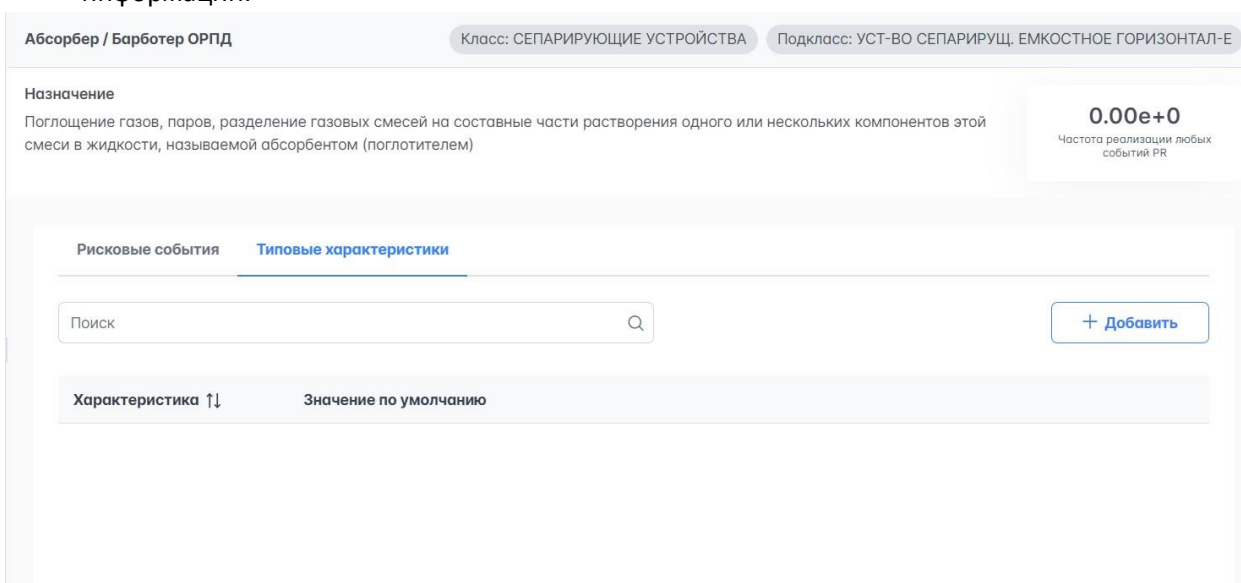 информации.
Абсорбер / Барботер ОРПД
Класс: СЕПАРИРУЮЩИЕ УСТРОЙСТВА
Подкласс: УСТ-ВО СЕПАРИРУЩ. ЕМКОСТНОЕ ГОРИЗОНТАЛ-Е
Назначение
Поглощение газов, паров, разделение газовых смесей на составные части растворения одного или нескольких компонентов этой
смеси в жидкости, называемой абсорбентом (поглотителем)
0.00e+0
Частота реализации любых
событий PR
Рисковые события
Типовые характеристики
Поиск
+ Добавить
Характеристика ↑↓
Значение по умолчанию